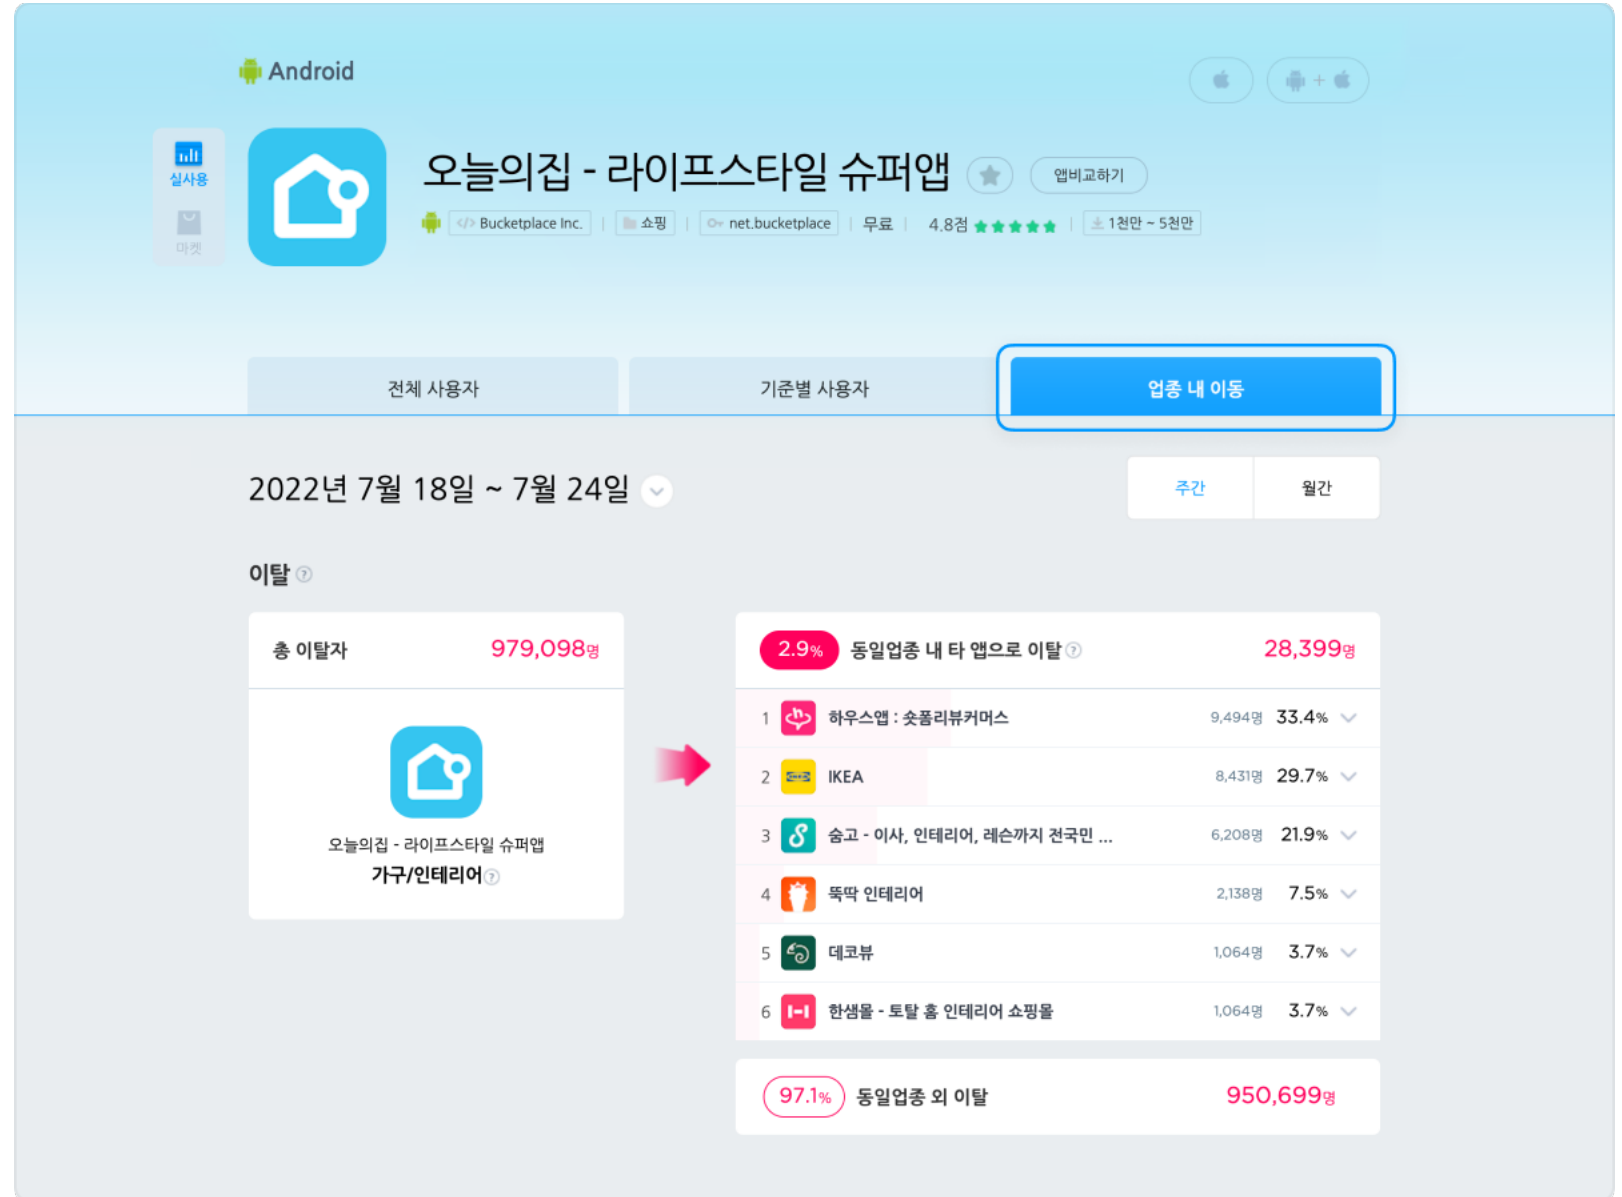 Android
+
실사용
마켓
오늘의집 - 라이프스타일 슈퍼앱
앱비교하기
</> Bucketplace Inc. | 쇼핑 | net.bucketplace | 무료 | 4.8점 ★★★★★ | 1천만 ~ 5천만
전체 사용자
기준별 사용자
업종 내 이동
2022년 7월 18일 ~ 7월 24일
주간
월간
이탈 ?
총 이탈자 979,098명
오늘의집 - 라이프스타일 슈퍼앱
가구/인테리어 ?
2.9% 동일업종 내 타 앱으로 이탈 ? 28,399명
1 하우스앱 : 숏폼리뷰커머스 9,494명 33.4%
2 IKEA IKEA 8,431명 29.7%
3 숨고 - 이사, 인테리어, 레슨까지 전국민 ... 6,208명 21.9%
4 뚝딱 인테리어 2,138명 7.5%
5 데코뷰 1,064명 3.7%
6 한샘몰 - 토탈 홈 인테리어 쇼핑몰 1,064명 3.7%
97.1% 동일업종 외 이탈 950,699명